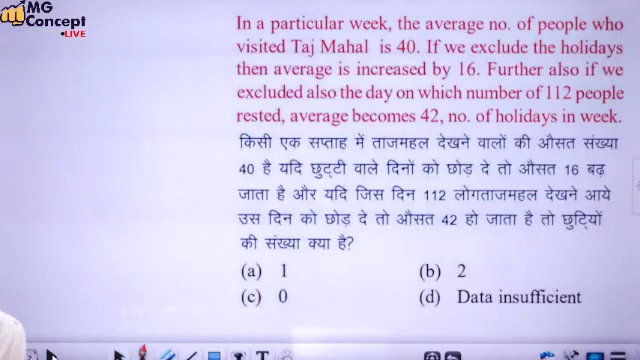 MG
Concept
LIVE
In a particular week, the average no. of people who
visited Taj Mahal is 40. If we exclude the holidays
then average is increased by 16. Further also if we
excluded also the day on which number of 112 people
rested, average becomes 42, no. of holidays in week.
किसी एक सप्ताह में ताजमहल देखने वालों की औसत संख्या
40 है यदि छुट्टी वाले दिनों को छोड़ दे तो औसत 16 बढ़
जाता है और यदि जिस दिन 112 लोगताजमहल देखने आये
उस दिन को छोड़ दे तो औसत 42 हो जाता है तो छुट्टियों
की संख्या क्या है?
(a) 1 (b) 2
(c) 0 (d) Data insufficient